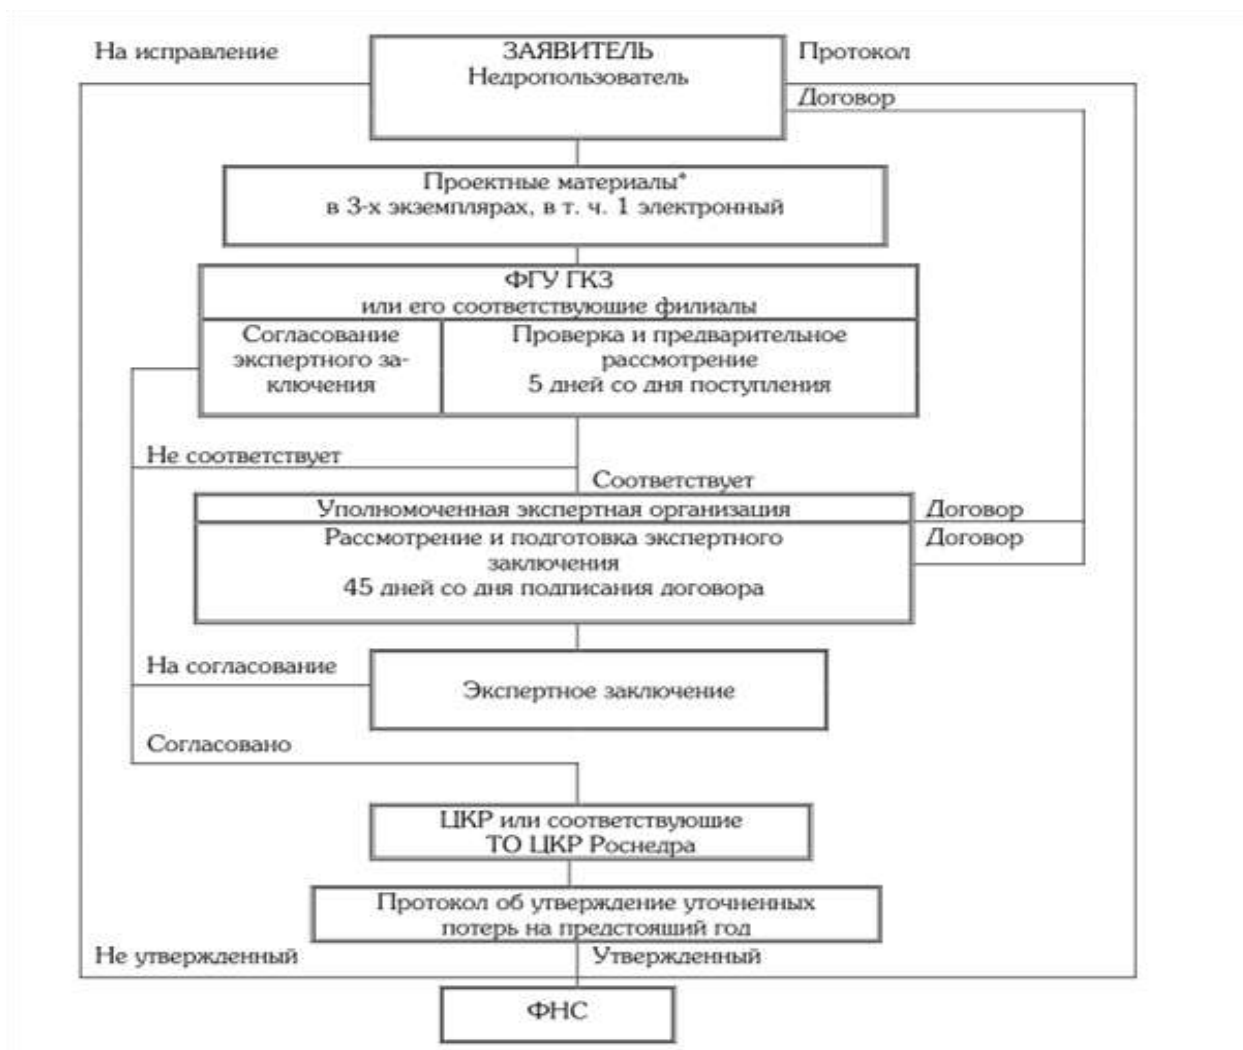 На исправление
ЗАЯВИТЕЛЬ
Недропользователь
Протокол
Договор
Проектные материалы*
в 3-х экземплярах, в т. ч. 1 электронный
ФГУ ГКЗ
или его соответствующие филиалы
Согласование
экспертного за-
ключения
Проверка и предварительное
рассмотрение
5 дней со дня поступления
Не соответствует
Соответствует
Уполномоченная экспертная организация
Договор
Рассмотрение и подготовка экспертного
заключения
45 дней со дня подписания договора
Договор
На согласование
Экспертное заключение
Согласовано
ЦКР или соответствующие
ТО ЦКР Роснедра
Протокол об утверждение уточненных
потерь на предстоящий год
Не утвержденный
Утвержденный
ФНС